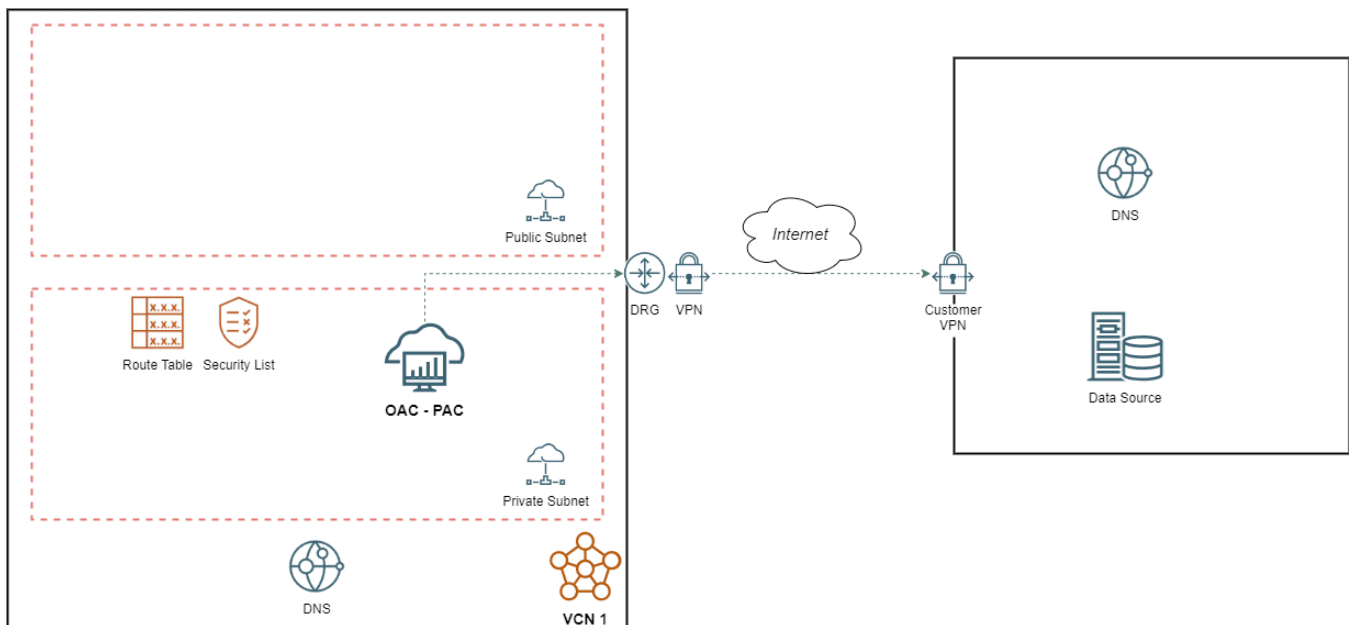 Public Subnet
Internet
DRG
VPN
Customer
VPN
DNS
Data Source
X.X.X.
X.X.X.
X.X.X.
Route Table
Security List
OAC - PAC
Private Subnet
DNS
VCN 1